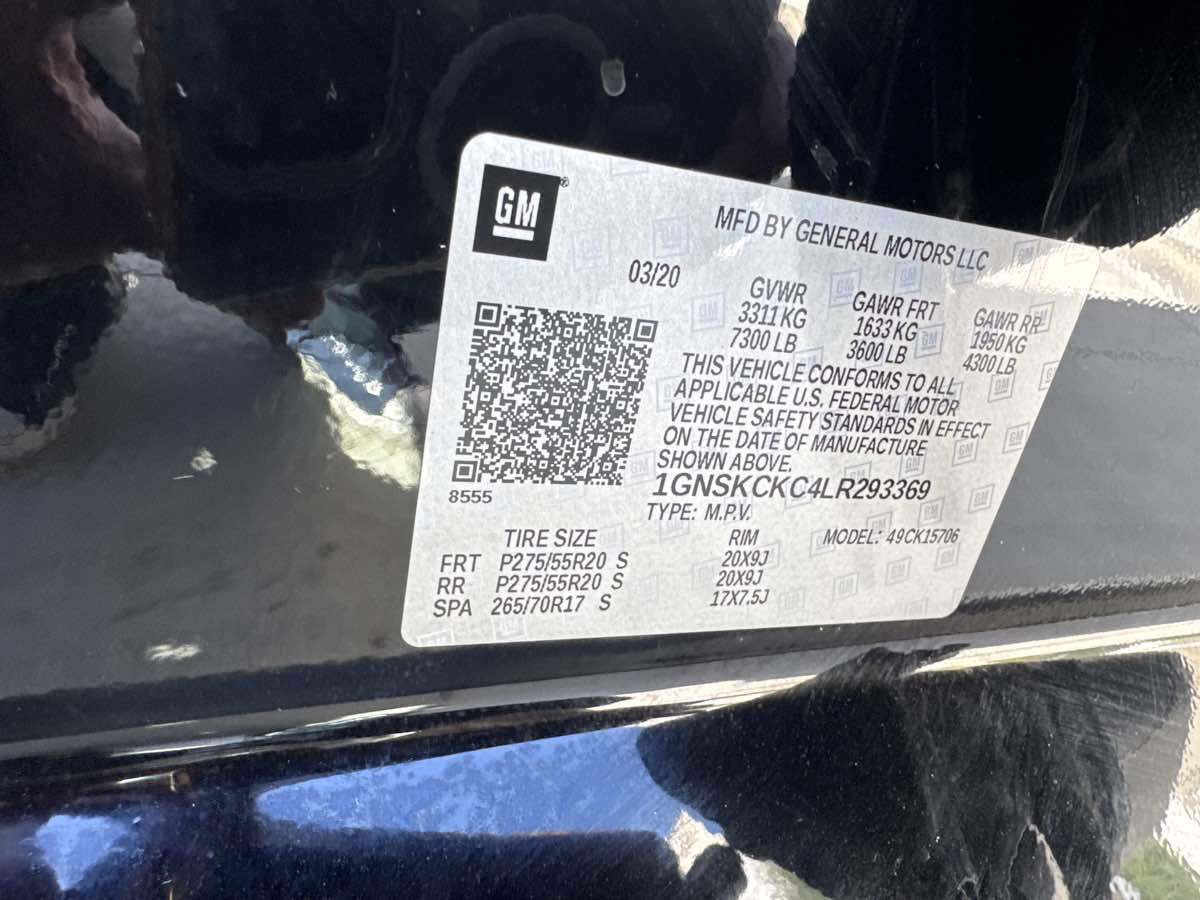 GM®
MFD BY GENERAL MOTORS LLC
03/20
GVWR GAWR FRT GAWR RR
3311 KG 1633 KG 1950 KG
7300 LB 3600 LB 4300 LB
THIS VEHICLE CONFORMS TO ALL
APPLICABLE U.S. FEDERAL MOTOR
VEHICLE SAFETY STANDARDS IN EFFECT
ON THE DATE OF MANUFACTURE
SHOWN ABOVE.
8555
1GNSKCKC4LR293369
TYPE: M.P.V. MODEL: 49CK15706
TIRE SIZE RIM
FRT P275/55R20 S 20X9J
RR P275/55R20 S 20X9J
SPA 265/70R17 S 17X7.5J